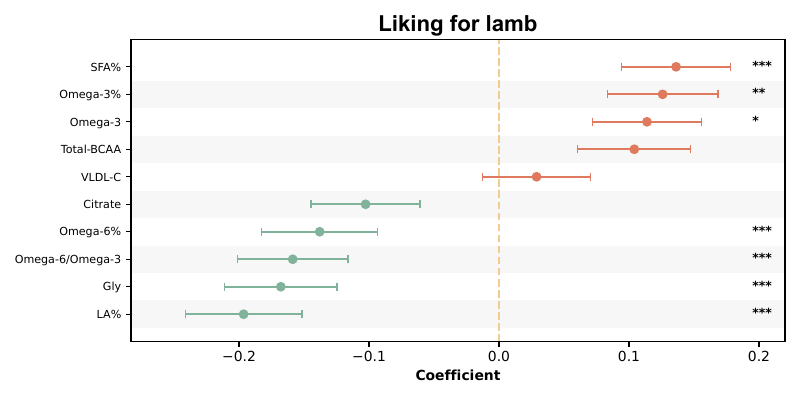 Liking for lamb
SFA% ***
Omega-3% **
Omega-3 *
Total-BCAA
VLDL-C
Citrate
Omega-6% ***
Omega-6/Omega-3 ***
Gly ***
LA% ***
−0.2 −0.1 0.0 0.1 0.2
Coefficient